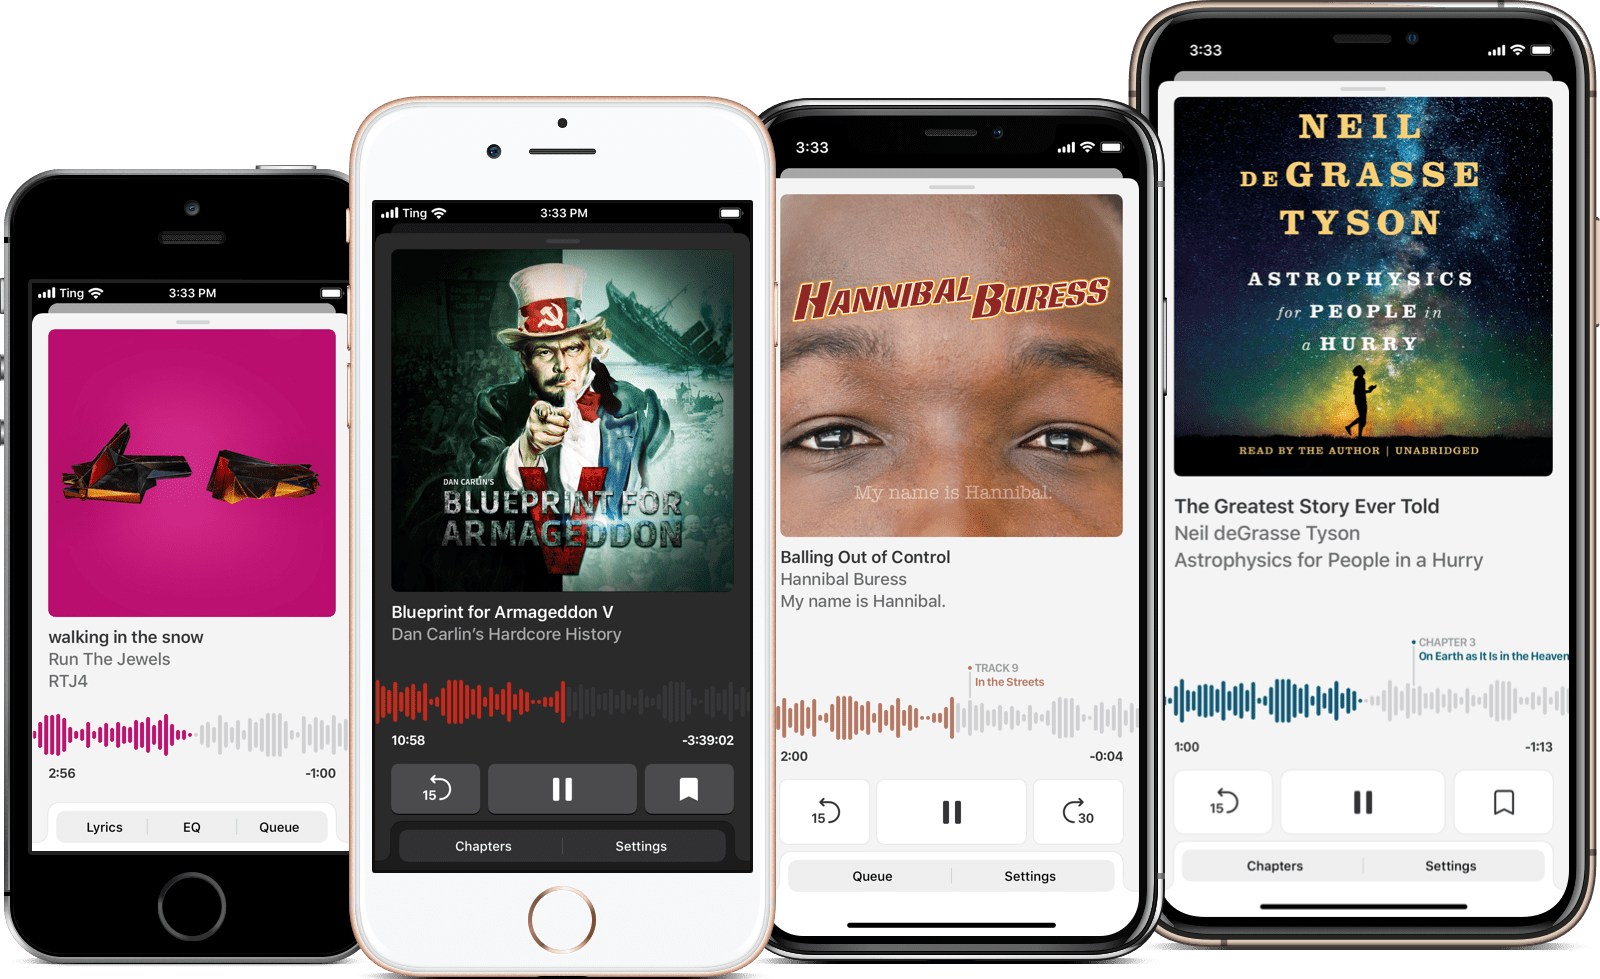 Ting
3:33 PM
walking in the snow
Run The Jewels
RTJ4
2:56
-1:00
Lyrics
EQ
Queue
Ting
3:33 PM
DAN CARLIN'S
BLUEPRINT FOR
ARMAGEDDON
V
Blueprint for Armageddon V
Dan Carlin’s Hardcore History
10:58
-3:39:02
15
Chapters
Settings
3:33
HANNIBAL BURESS
My name is Hannibal.
Balling Out of Control
Hannibal Buress
My name is Hannibal.
TRACK 9
In the Streets
2:00
-0:04
15
30
Queue
Settings
3:33
NEIL
DEGRASSE
TYSON
ASTROPHYSICS
for PEOPLE in
a HURRY
READ BY THE AUTHOR | UNABRIDGED
The Greatest Story Ever Told
Neil deGrasse Tyson
Astrophysics for People in a Hurry
CHAPTER 3
On Earth as It Is in the Heaven
1:00
-1:13
15
Chapters
Settings